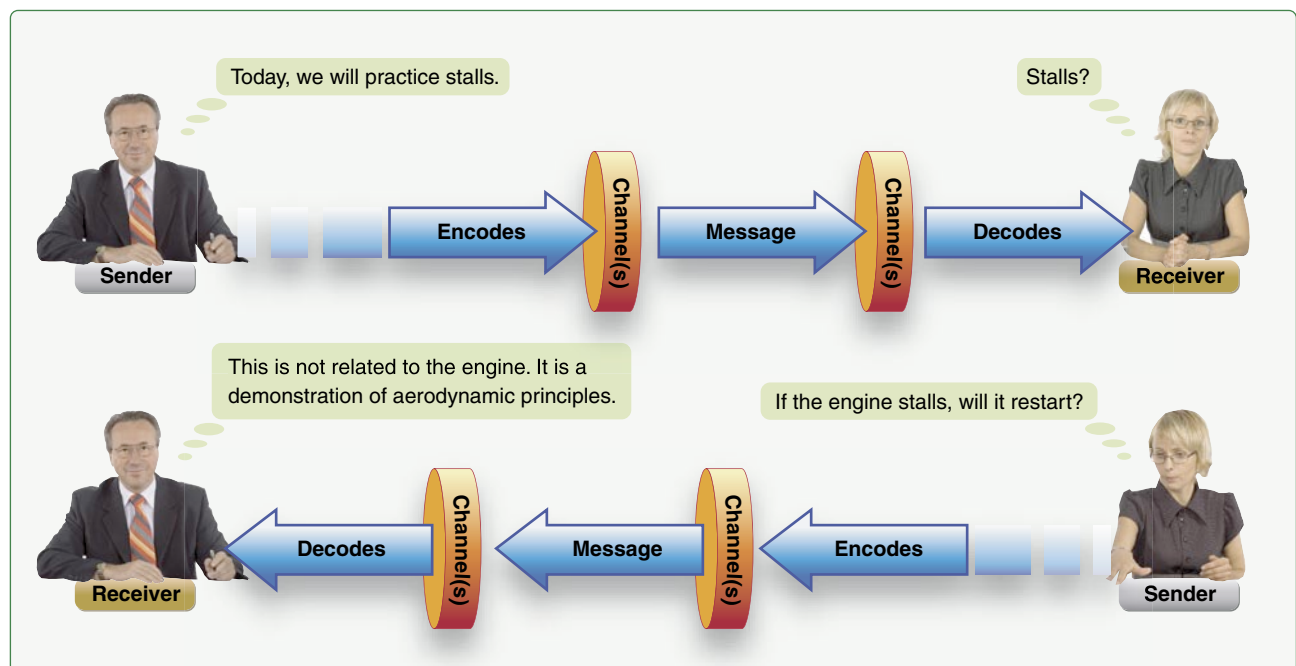 Today, we will practice stalls.
Stalls?
Encodes
Channel(s)
Message
Channel(s)
Decodes
Sender
Receiver
This is not related to the engine. It is a
demonstration of aerodynamic principles.
If the engine stalls, will it restart?
Decodes
Channel(s)
Message
Channel(s)
Encodes
Receiver
Sender